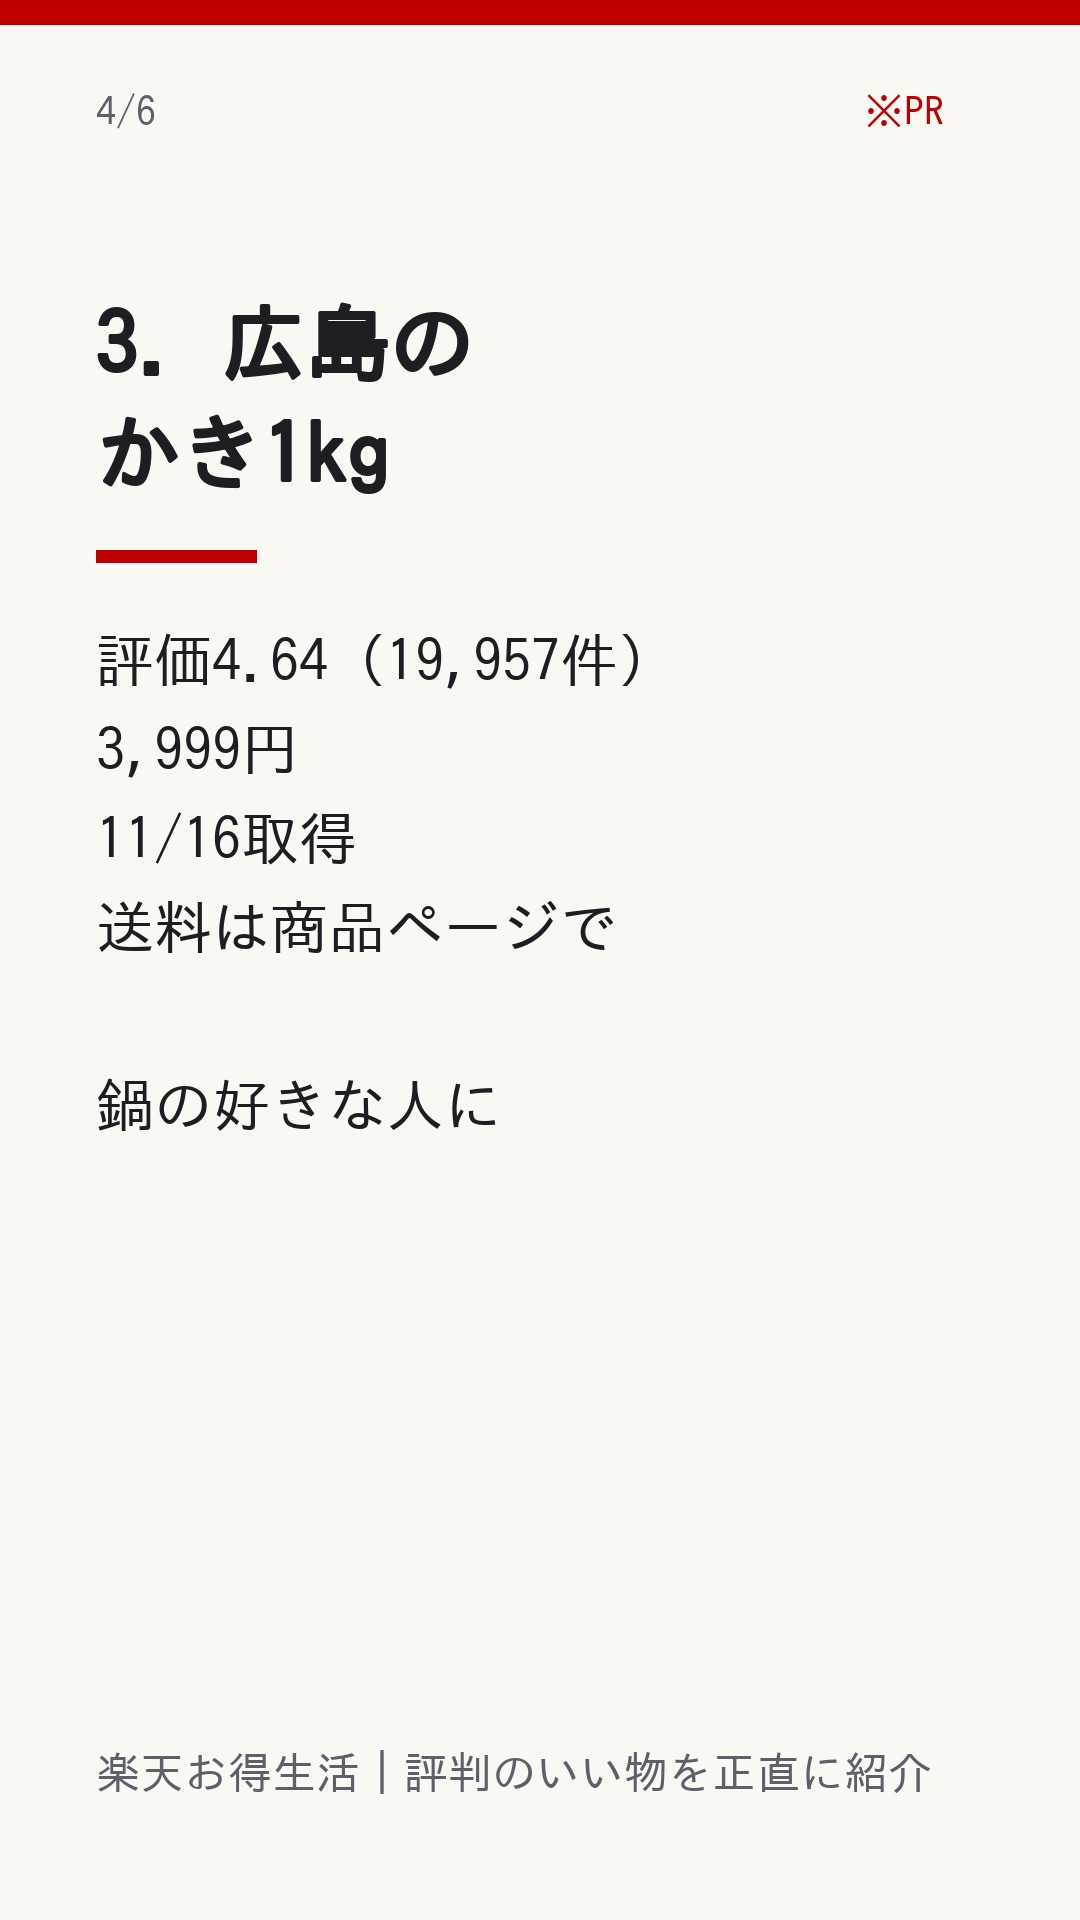 4/6
※PR
3. 広島の
かき1kg
評価4.64（19,957件）
3,999円
11/16取得
送料は商品ページで
鍋の好きな人に
楽天お得生活｜評判のいい物を正直に紹介